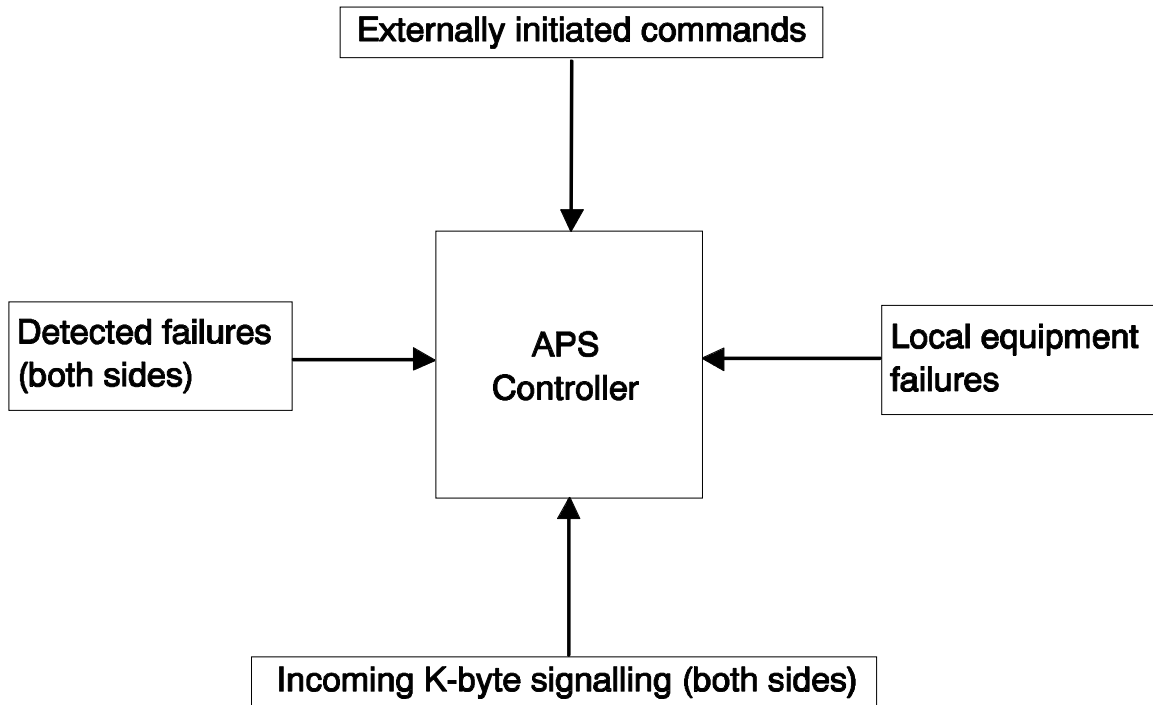 Externally initiated commands
Detected failures
(both sides)
APS
Controller
Local equipment
failures
Incoming K-byte signalling (both sides)